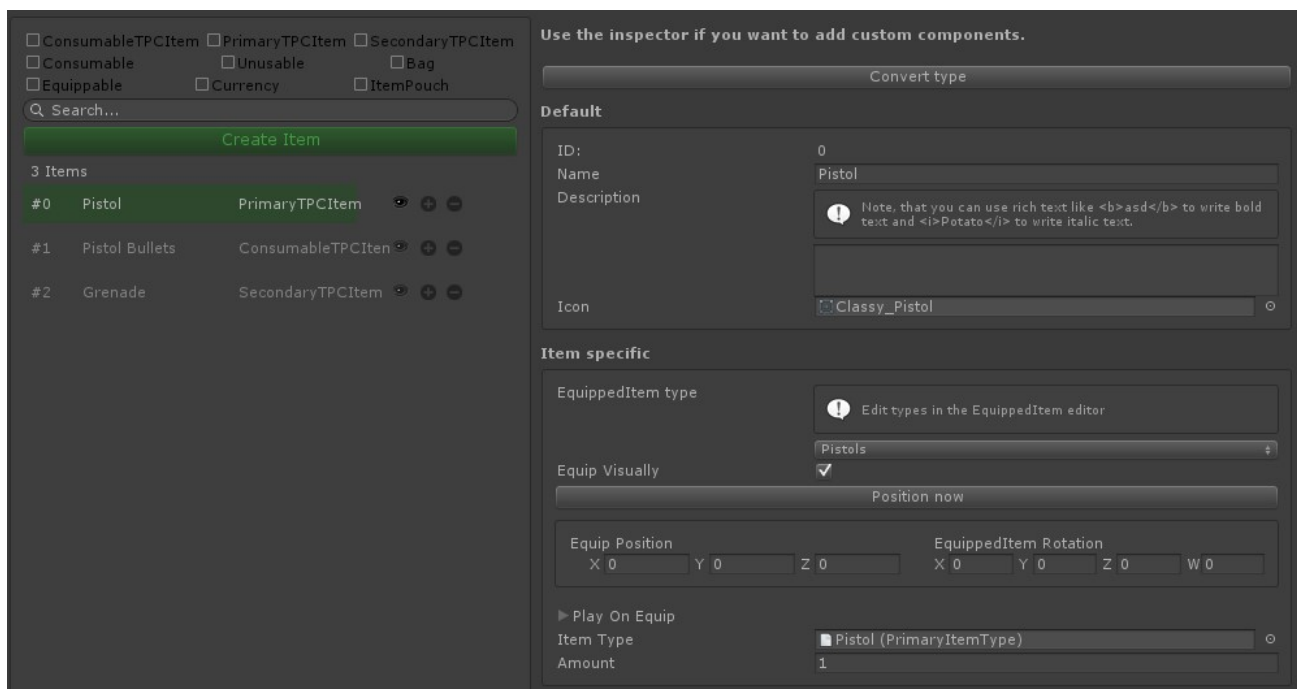 ConsumableTPCItem PrimaryTPCItem SecondaryTPCItem
Consumable Unusable Bag
Equippable Currency ItemPouch
Search...
Create Item
3 Items
#0 Pistol PrimaryTPCItem
#1 Pistol Bullets ConsumableTPCIten
#2 Grenade SecondaryTPCItem
Use the inspector if you want to add custom components.
Convert type
Default
ID: 0
Name Pistol
Description
Note, that you can use rich text like <b>asd</b> to write bold
text and <i>Potato</i> to write italic text.
Icon Classy_Pistol
Item specific
EquippedItem type
Edit types in the EquippedItem editor
Pistols
Equip Visually
Position now
Equip Position EquippedItem Rotation
X 0 Y 0 Z 0 X 0 Y 0 Z 0 W 0
Play On Equip
Item Type Pistol (PrimaryItemType)
Amount 1